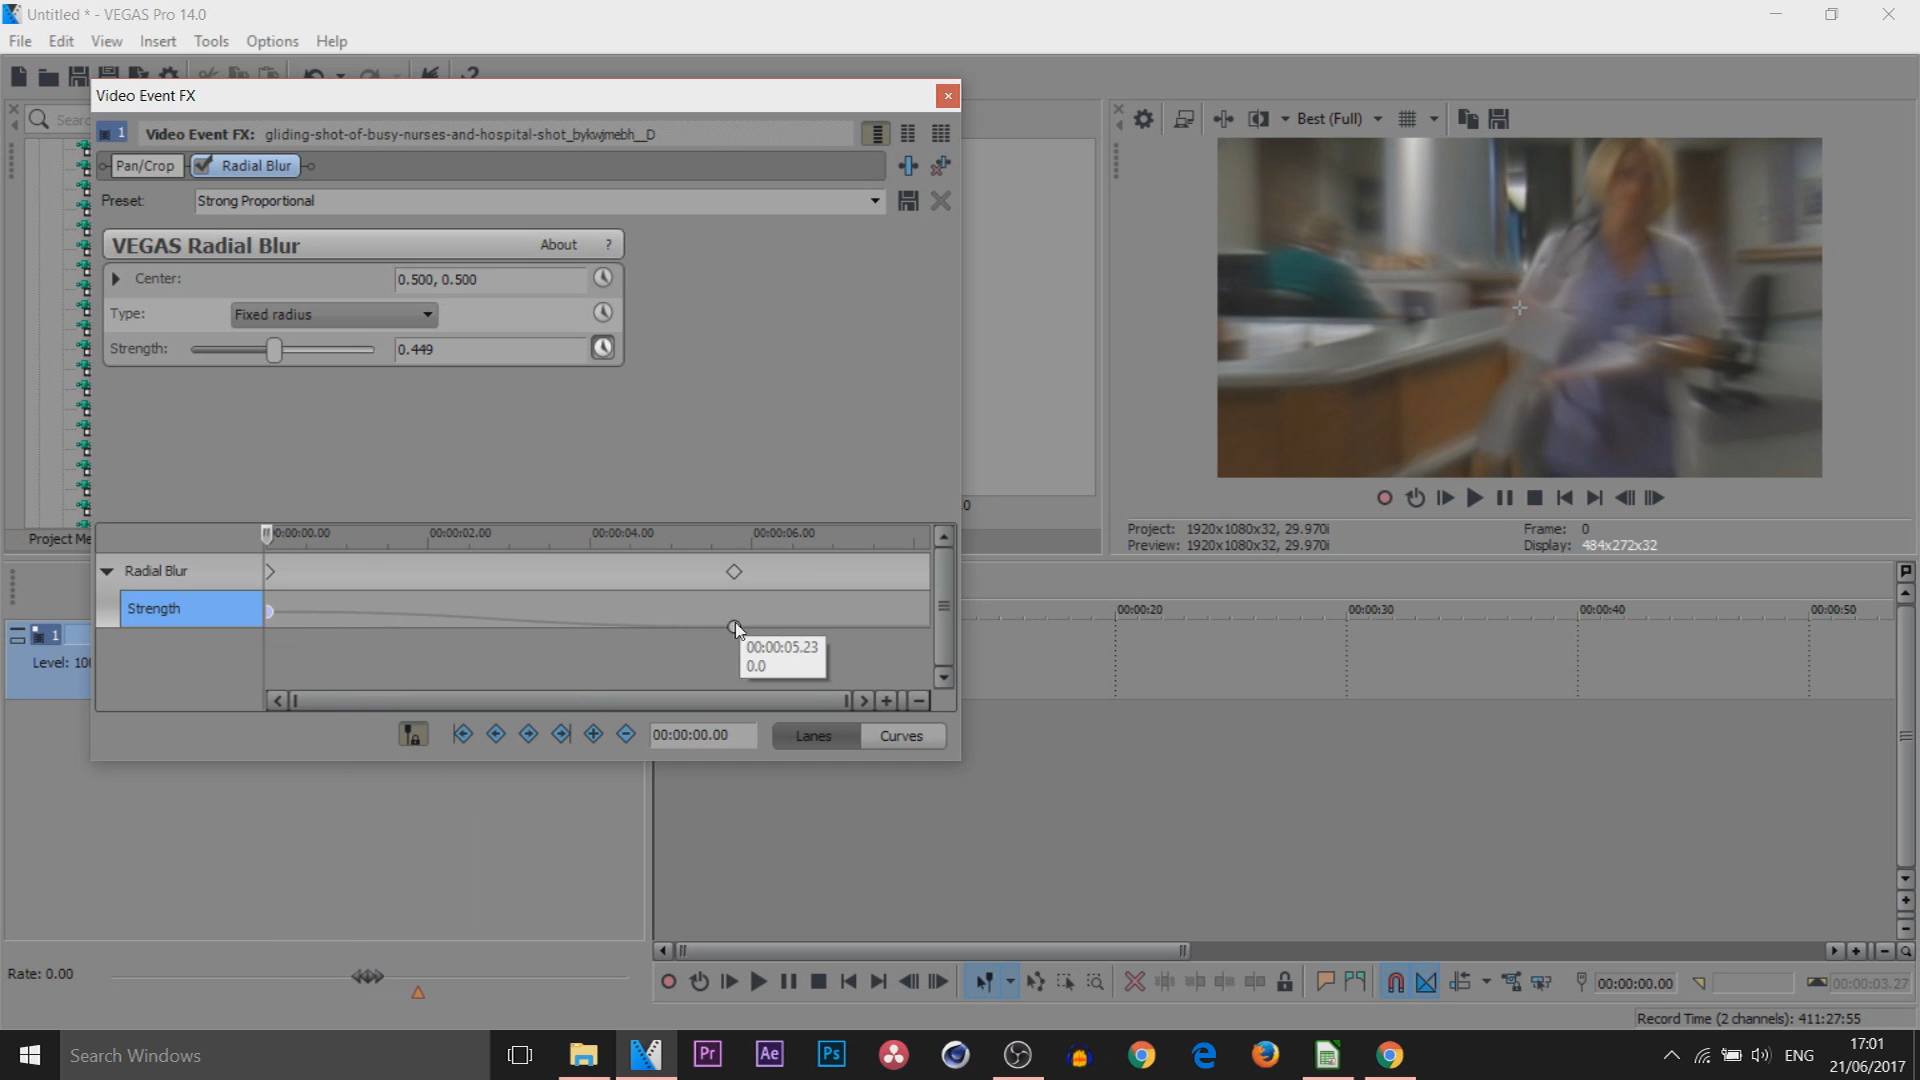 Untitled * - VEGAS Pro 14.0
File Edit View Insert Tools Options Help
Video Event FX
1 Video Event FX: gliding-shot-of-busy-nurses-and-hospital-shot_bykwjmebh__D
Pan/Crop Radial Blur
Preset: Strong Proportional
VEGAS Radial Blur About ?
Center: 0.500, 0.500
Type: Fixed radius
Strength: 0.449
Best (Full)
Project: 1920x1080x32, 29.970i Frame: 0
Preview: 1920x1080x32, 29.970i Display: 484x272x32
Project Me
00:00:00.00 00:00:02.00 00:00:04.00 00:00:06.00
Radial Blur
Strength
00:00:05.23
0.0
00:00:00.00 Lanes Curves
00:00:20 00:00:30 00:00:40 00:00:50
1
Level: 10
Rate: 0.00
00:00:00.00 00:00:03.27
Record Time (2 channels): 411:27:55
Search Windows
Pr Ae Ps
ENG
17:01
21/06/2017